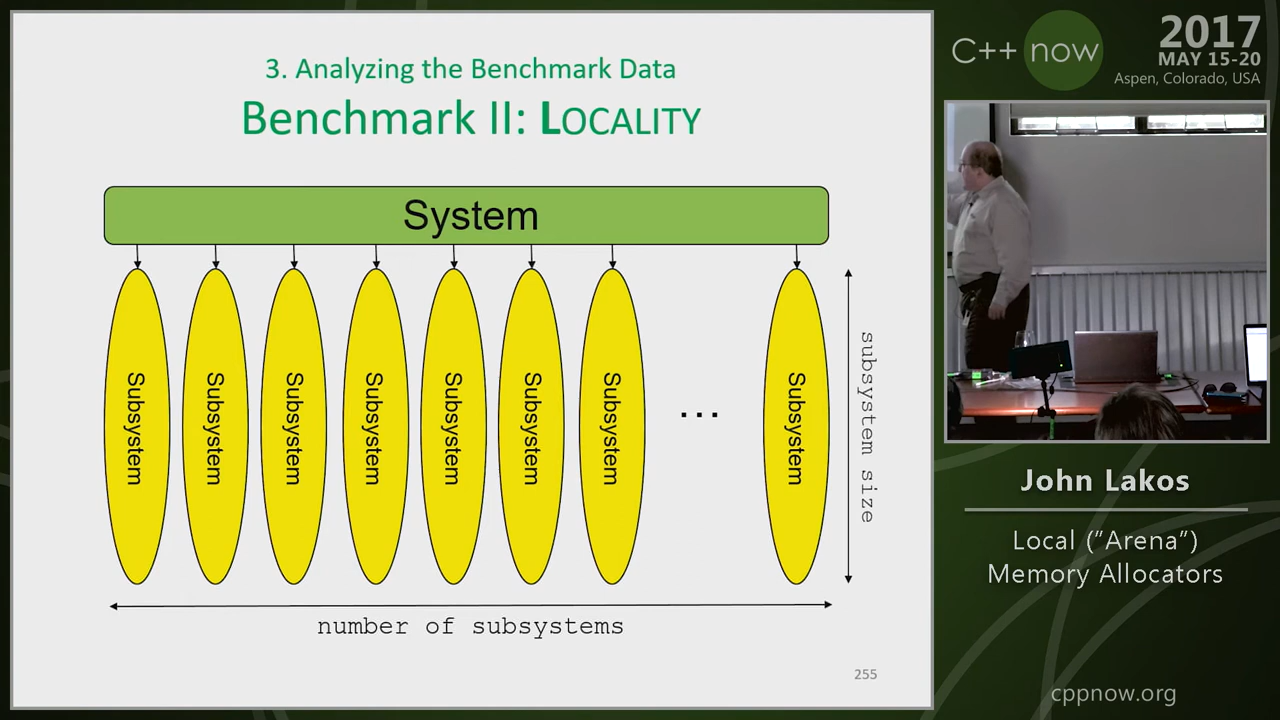 3. Analyzing the Benchmark Data
Benchmark II: LOCALITY
System
Subsystem
Subsystem
Subsystem
Subsystem
Subsystem
Subsystem
Subsystem
...
Subsystem
subsystem size
number of subsystems
255
C++ now
2017
MAY 15-20
Aspen, Colorado, USA
John Lakos
Local ("Arena")
Memory Allocators
cppnow.org